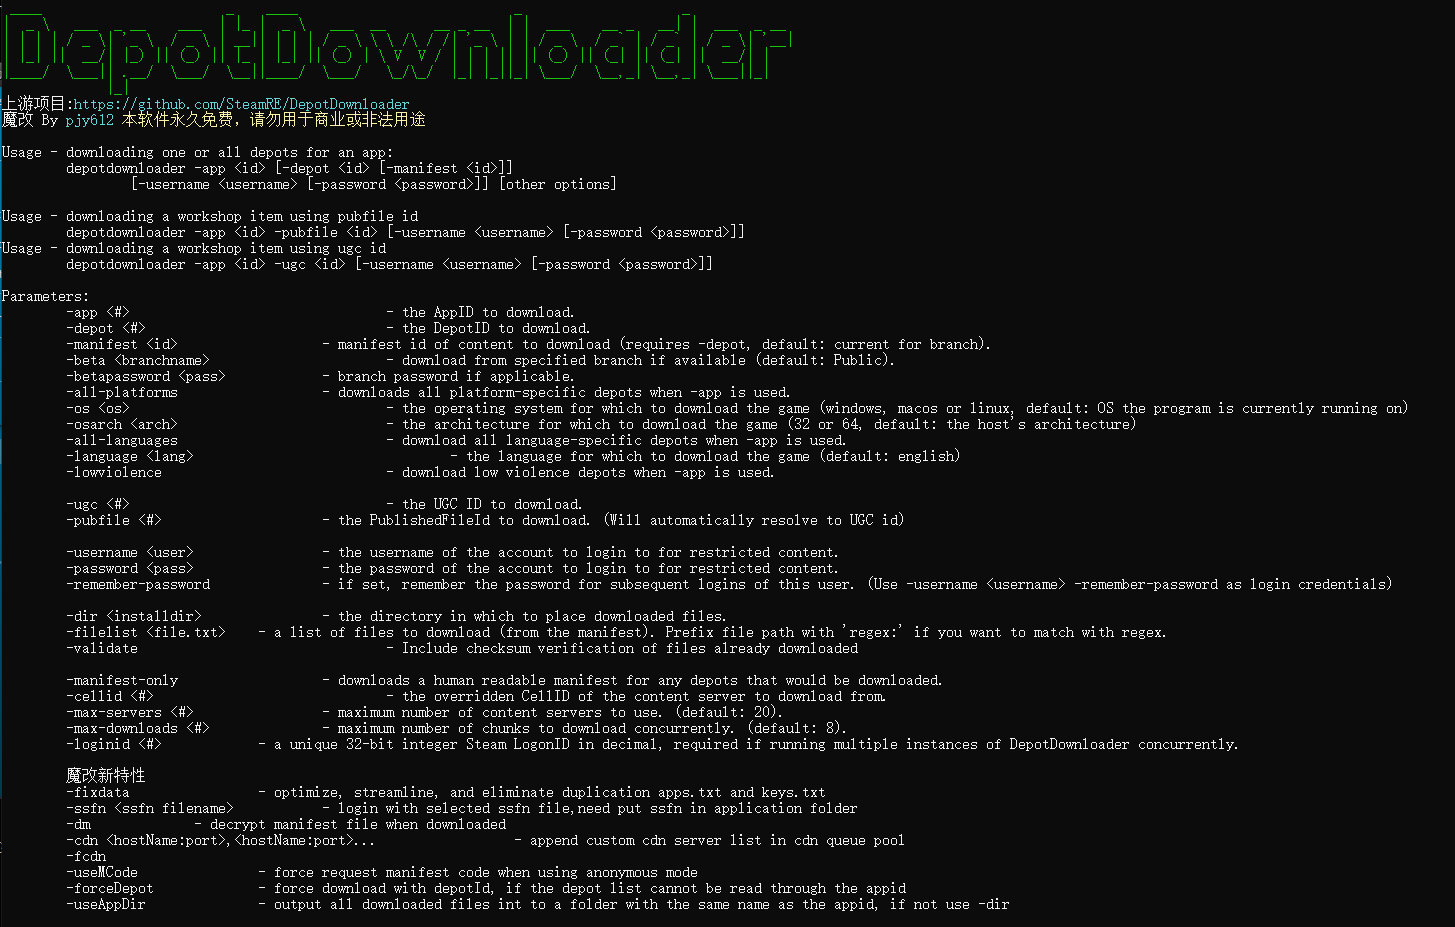 DepotDownloader
上游项目:https://github.com/SteamRE/DepotDownloader
魔改 By pjy612 本软件永久免费，请勿用于商业或非法用途
Usage - downloading one or all depots for an app:
depotdownloader -app <id> [-depot <id> [-manifest <id>]]
[-username <username> [-password <password>]] [other options]
Usage - downloading a workshop item using pubfile id
depotdownloader -app <id> -pubfile <id> [-username <username> [-password <password>]]
Usage - downloading a workshop item using ugc id
depotdownloader -app <id> -ugc <id> [-username <username> [-password <password>]]
Parameters:
-app <#> - the AppID to download.
-depot <#> - the DepotID to download.
-manifest <id> - manifest id of content to download (requires -depot, default: current for branch).
-beta <branchname> - download from specified branch if available (default: Public).
-betapassword <pass> - branch password if applicable.
-all-platforms - downloads all platform-specific depots when -app is used.
-os <os> - the operating system for which to download the game (windows, macos or linux, default: OS the program is currently running on)
-osarch <arch> - the architecture for which to download the game (32 or 64, default: the host's architecture)
-all-languages - download all language-specific depots when -app is used.
-language <lang> - the language for which to download the game (default: english)
-lowviolence - download low violence depots when -app is used.
-ugc <#> - the UGC ID to download.
-pubfile <#> - the PublishedFileId to download. (Will automatically resolve to UGC id)
-username <user> - the username of the account to login to for restricted content.
-password <pass> - the password of the account to login to for restricted content.
-remember-password - if set, remember the password for subsequent logins of this user. (Use -username <username> -remember-password as login credentials)
-dir <installdir> - the directory in which to place downloaded files.
-filelist <file.txt> - a list of files to download (from the manifest). Prefix file path with 'regex:' if you want to match with regex.
-validate - Include checksum verification of files already downloaded
-manifest-only - downloads a human readable manifest for any depots that would be downloaded.
-cellid <#> - the overridden CellID of the content server to download from.
-max-servers <#> - maximum number of content servers to use. (default: 20).
-max-downloads <#> - maximum number of chunks to download concurrently. (default: 8).
-loginid <#> - a unique 32-bit integer Steam LogonID in decimal, required if running multiple instances of DepotDownloader concurrently.
魔改新特性
-fixdata - optimize, streamline, and eliminate duplication apps.txt and keys.txt
-ssfn <ssfn filename> - login with selected ssfn file,need put ssfn in application folder
-dm - decrypt manifest file when downloaded
-cdn <hostName:port>,<hostName:port>... - append custom cdn server list in cdn queue pool
-fcdn
-useMCode - force request manifest code when using anonymous mode
-forceDepot - force download with depotId, if the depot list cannot be read through the appid
-useAppDir - output all downloaded files int to a folder with the same name as the appid, if not use -dir